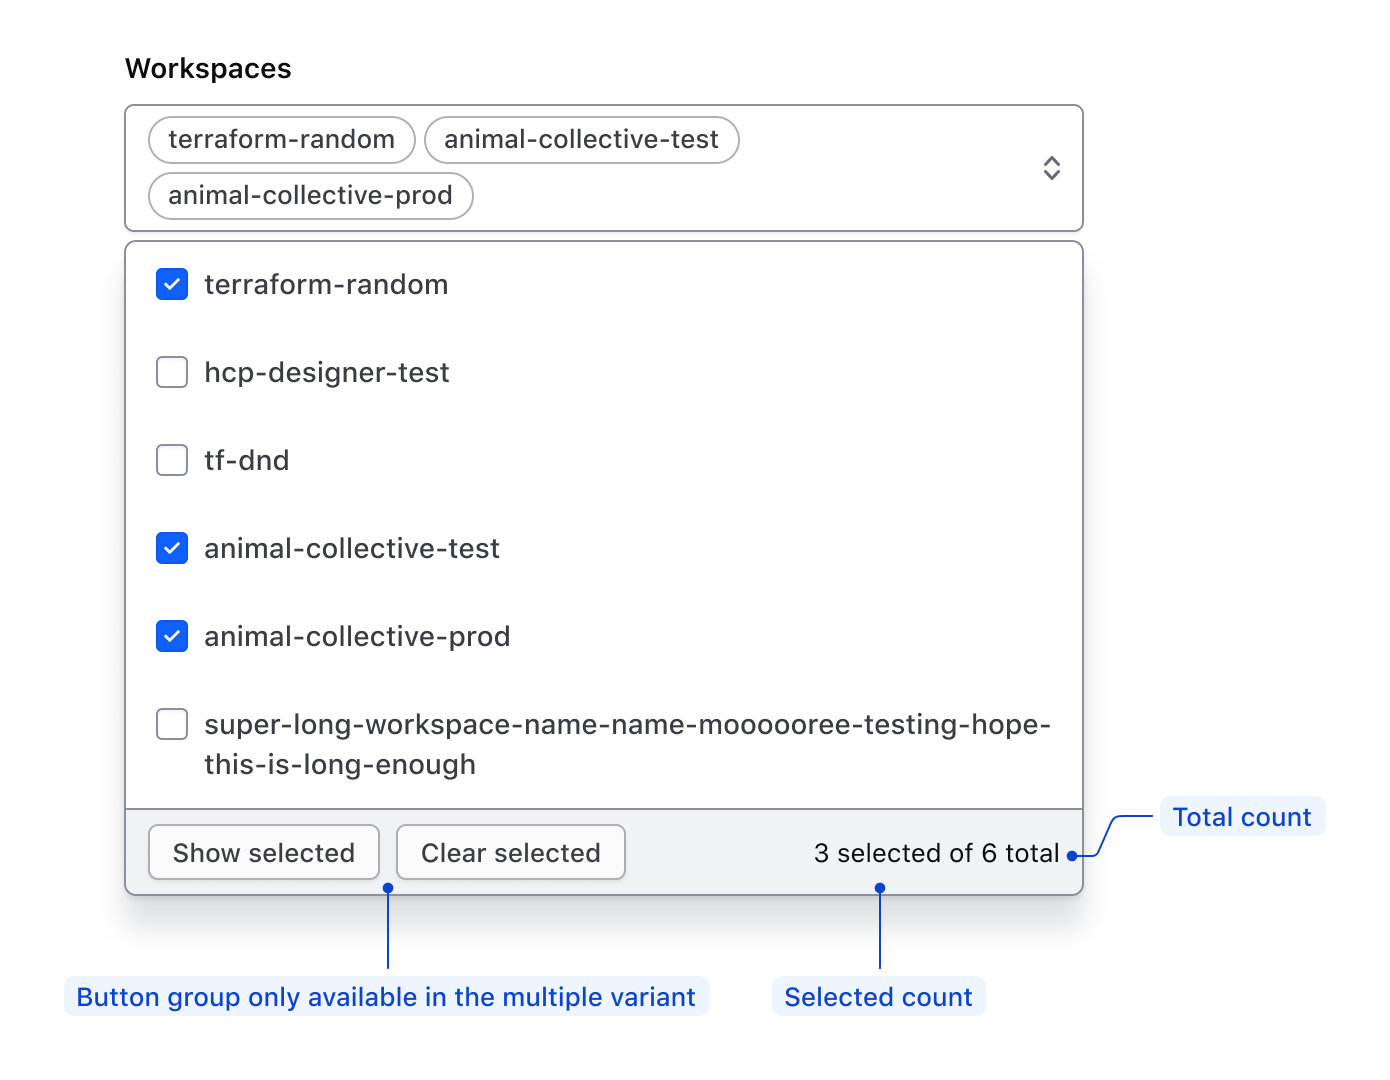 Workspaces
terraform-random
animal-collective-test
animal-collective-prod
terraform-random
hcp-designer-test
tf-dnd
animal-collective-test
animal-collective-prod
super-long-workspace-name-name-moooooree-testing-hope-
this-is-long-enough
Show selected
Clear selected
3 selected of 6 total
Total count
Button group only available in the multiple variant
Selected count